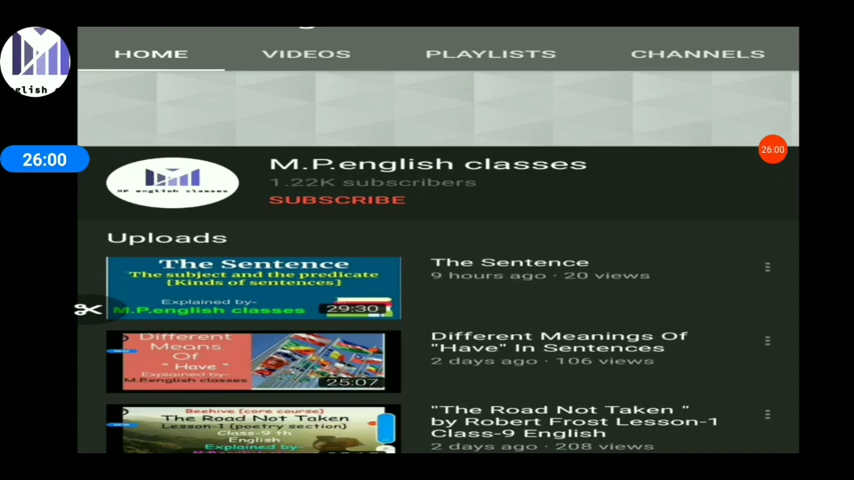 HOME VIDEOS PLAYLISTS CHANNELS
glish c
26:00
26:00
M.P.english classes
MP english classes
1.22K subscribers
SUBSCRIBE
Uploads
The Sentence
The subject and the predicate
{Kinds of sentences}
Explained by-
M.P.english classes
29:30
The Sentence
9 hours ago · 20 views
Different
Means
Of
" Have "
Explained by-
M.P.english classes
25:07
Different Meanings Of
"Have" In Sentences
2 days ago · 106 views
Beehive (core course)
The Road Not Taken
Lesson-1 (poetry section)
Class-9 th
English
Explained by-
"The Road Not Taken "
by Robert Frost Lesson-1
Class-9 English
2 days ago · 208 views